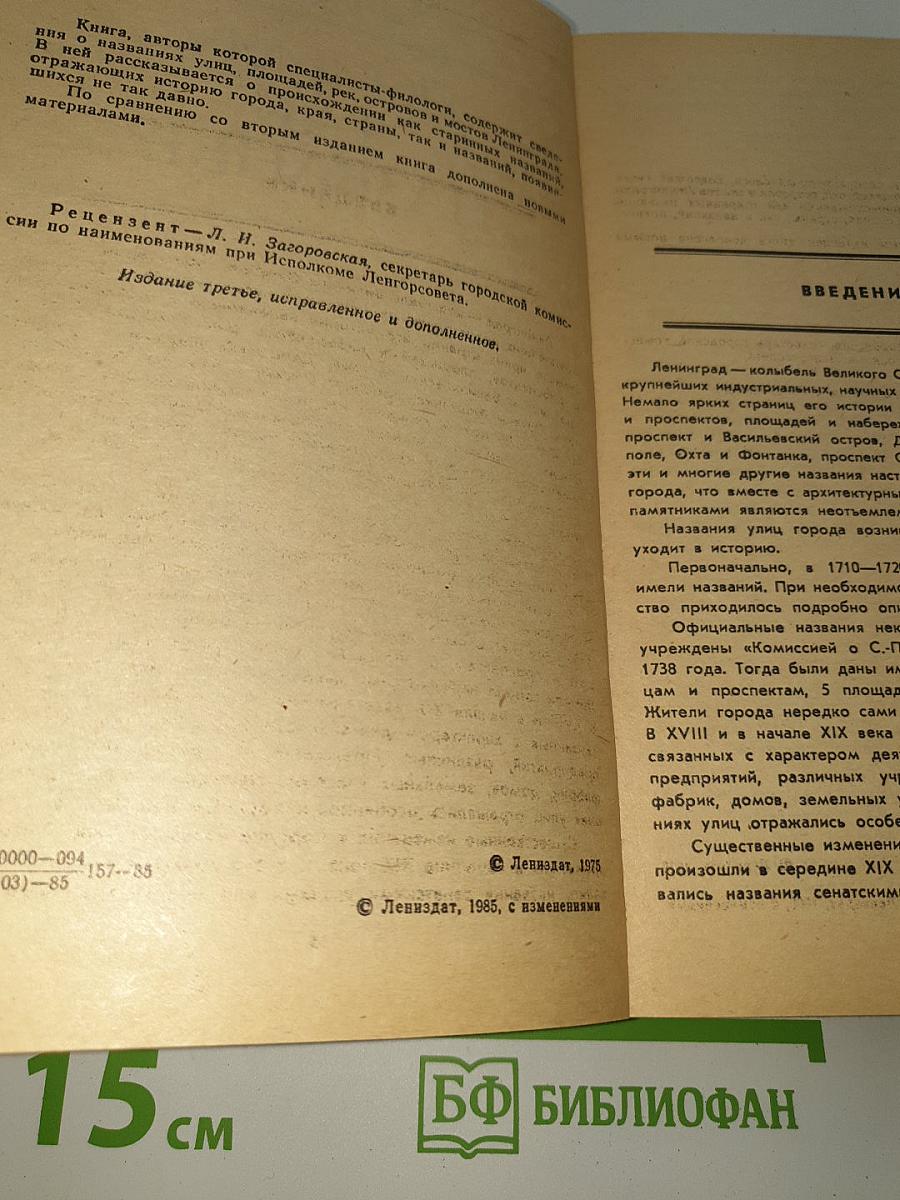 Книга, авторы которой специалисты-филологи, содержит сведе-
ния о названиях улиц, площадей, рек, островов и мостов Ленинграда.
В ней рассказывается о происхождении как старинных названий,
отражающих историю города, края, страны, так и названий, появив-
шихся не так давно.
По сравнению со вторым изданием книга дополнена новыми
материалами.
Рецензент — Л. И. Загоровская, секретарь городской комис-
сии по наименованиям при Исполкоме Ленгорсовета.
Издание третье, исправленное и дополненное.
0000—094
03)—85
157--85
© Лениздат, 1975
© Лениздат, 1985, с изменениями
ВВЕДЕНИ
Ленинград — колыбель Великого О
крупнейших индустриальных, научных
Немало ярких страниц его истории
и проспектов, площадей и набереж
проспект и Васильевский остров, Д
поле, Охта и Фонтанка, проспект О
эти и многие другие названия наст
города, что вместе с архитектурны
памятниками являются неотъемлем
Названия улиц города возни
уходит в историю.
Первоначально, в 1710—172
имели названий. При необходимо
ство приходилось подробно опи
Официальные названия нек
учреждены «Комиссией о С.-П
1738 года. Тогда были даны им
цам и проспектам, 5 площад
Жители города нередко сами
В XVIII и в начале XIX века
связанных с характером дея
предприятий, различных учр
фабрик, домов, земельных у
ниях улиц отражались особе
Существенные изменени
произошли в середине XIX
вались названия сенатским
15 см
БФ БИБЛИОФАН